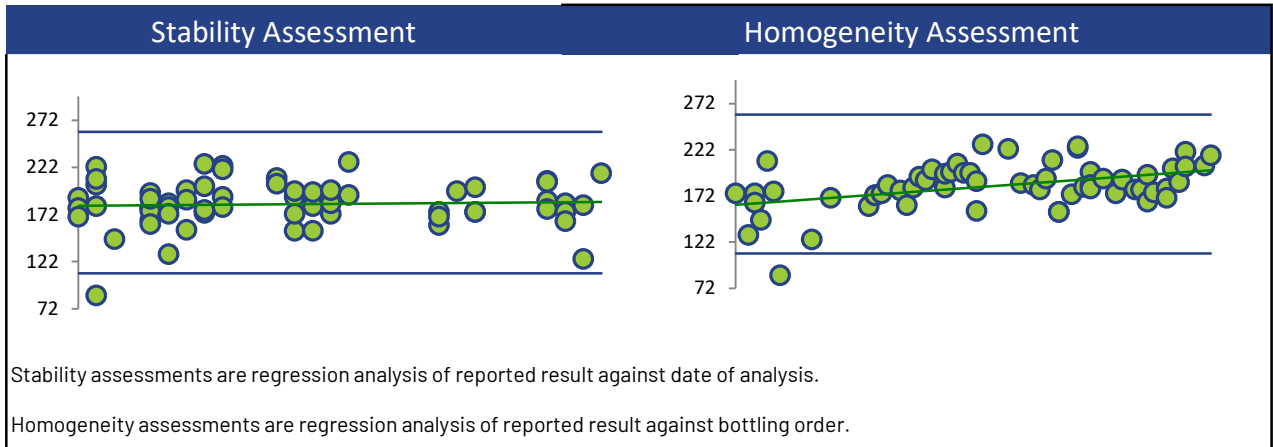 Stability Assessment
Homogeneity Assessment
272
222
172
122
72
272
222
172
122
72
Stability assessments are regression analysis of reported result against date of analysis.
Homogeneity assessments are regression analysis of reported result against bottling order.